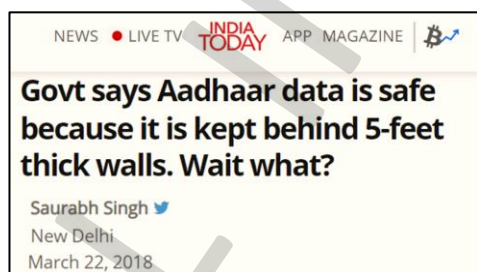 NEWS LIVE TV INDIA TODAY APP MAGAZINE
Govt says Aadhaar data is safe
because it is kept behind 5-feet
thick walls. Wait what?
Saurabh Singh
New Delhi
March 22, 2018